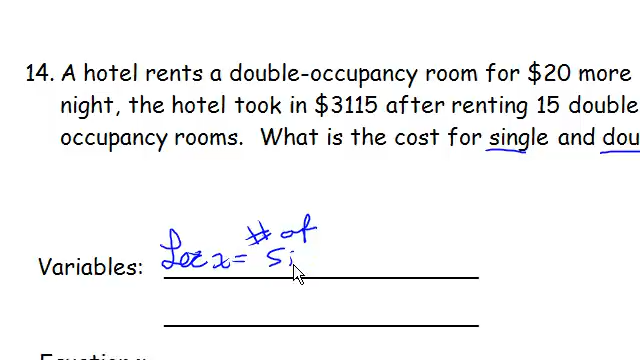 14. A hotel rents a double-occupancy room for $20 more
night, the hotel took in $3115 after renting 15 double
occupancy rooms. What is the cost for single and dou
# of
Variables: Let x = Si
Equations: